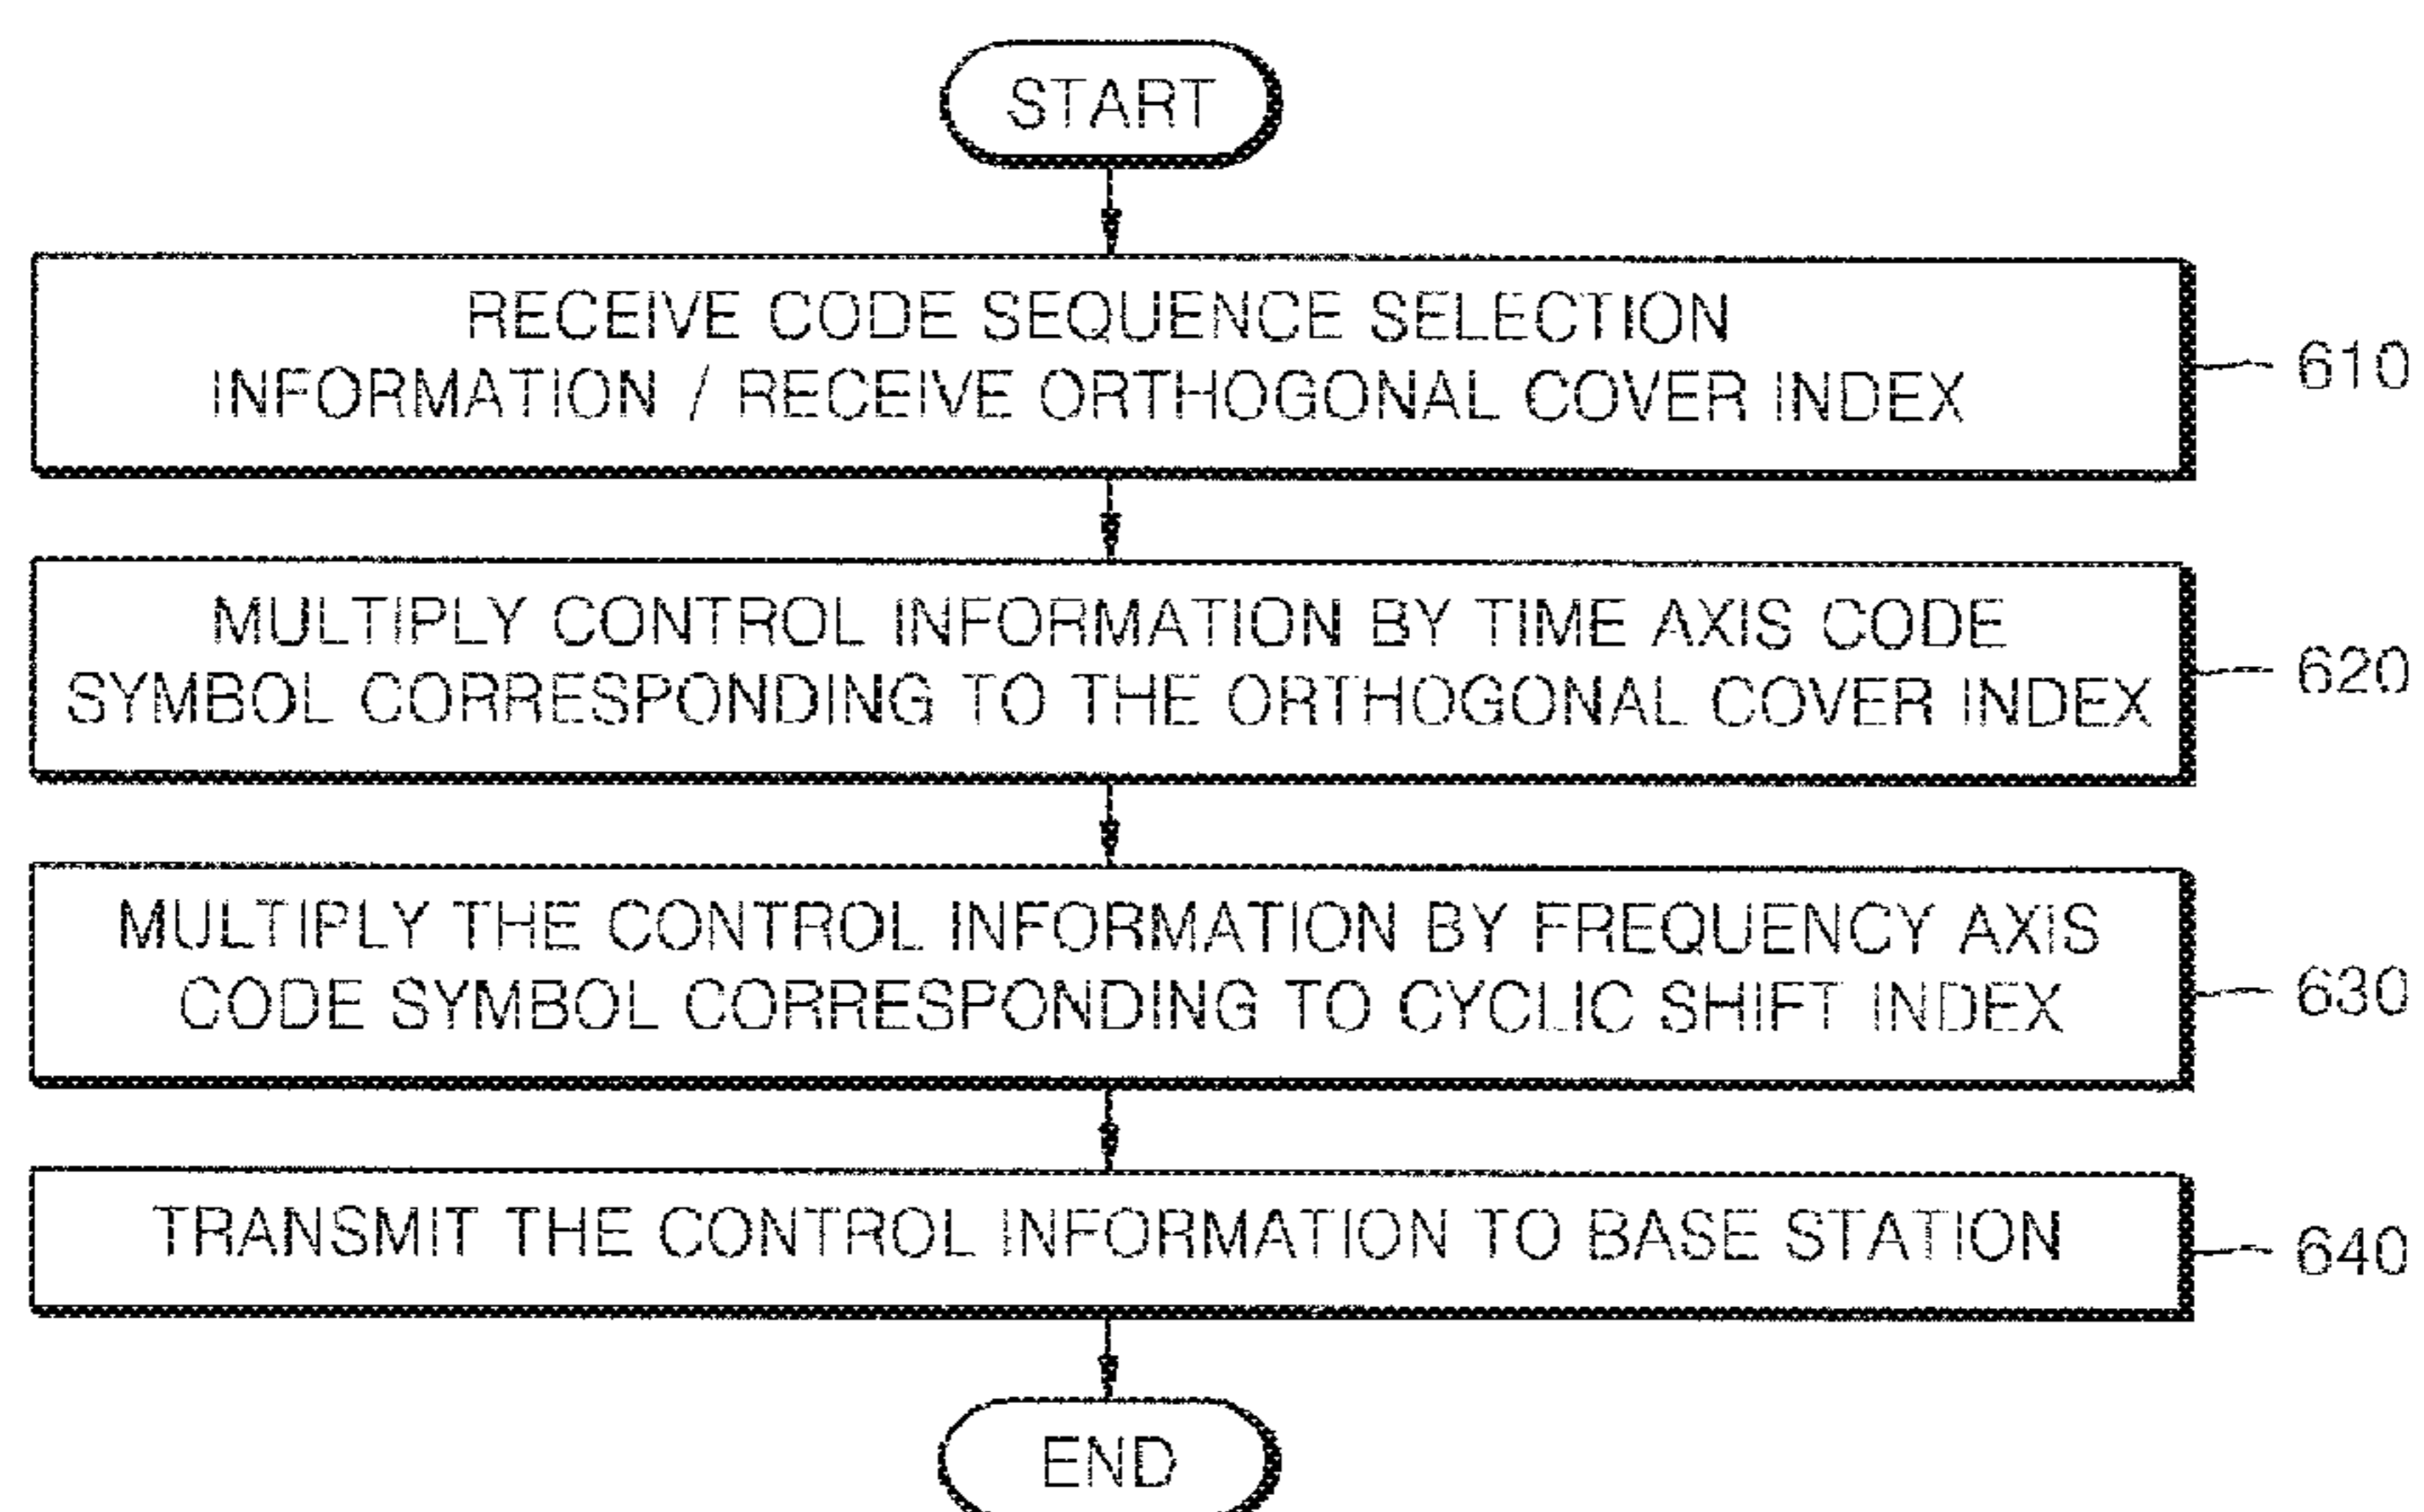 START
RECEIVE CODE SEQUENCE SELECTION
INFORMATION / RECEIVE ORTHOGONAL COVER INDEX
610
MULTIPLY CONTROL INFORMATION BY TIME AXIS CODE
SYMBOL CORRESPONDING TO THE ORTHOGONAL COVER INDEX
620
MULTIPLY THE CONTROL INFORMATION BY FREQUENCY AXIS
CODE SYMBOL CORRESPONDING TO CYCLIC SHIFT INDEX
630
TRANSMIT THE CONTROL INFORMATION TO BASE STATION
640
END